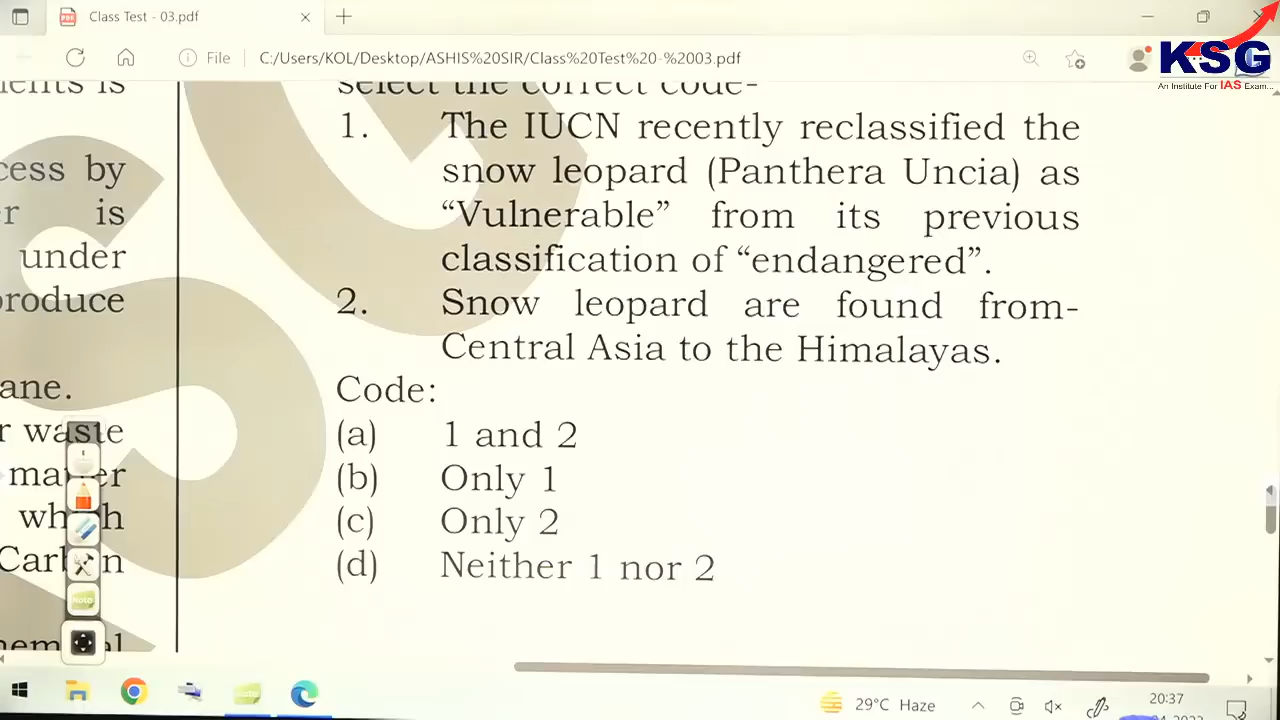 Class Test - 03.pdf
KSG
An Institute For IAS Exam...
File
C:/Users/KOL/Desktop/ASHIS%20SIR/Class%20Test%20-%2003.pdf
is
select the correct code-
1. The IUCN recently reclassified the
cess by
snow leopard (Panthera Uncia) as
r is
"Vulnerable" from its previous
under
classification of "endangered".
produce
2. Snow leopard are found from-
Central Asia to the Himalayas.
ane.
Code:
r waste
(a) 1 and 2
matter
(b) Only 1
which
(c) Only 2
Carbon
(d) Neither 1 nor 2
29°C Haze
20:37